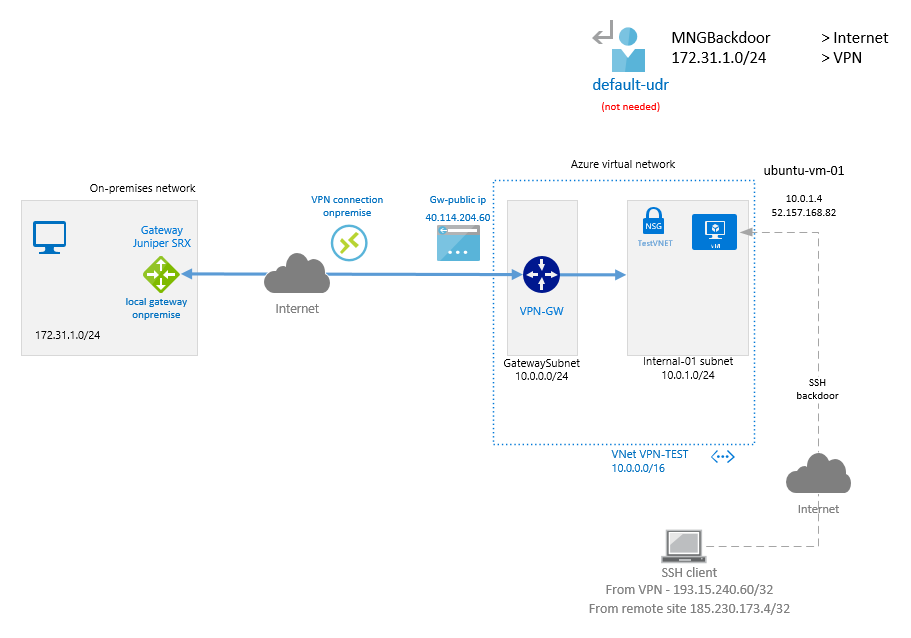 MNGBackdoor > Internet
172.31.1.0/24 > VPN
default-udr
(not needed)
Azure virtual network
ubuntu-vm-01
On-premises network
10.0.1.4
52.157.168.82
VPN connection
onpremise
Gw-public ip
40.114.204.60
Gateway
Juniper SRX
NSG
TestVNET
VM
local gateway
onpremise
Internet
VPN-GW
172.31.1.0/24
GatewaySubnet
10.0.0.0/24
Internal-01 subnet
10.0.1.0/24
SSH
backdoor
VNet VPN-TEST
10.0.0.0/16
Internet
SSH client
From VPN - 193.15.240.60/32
From remote site 185.230.173.4/32